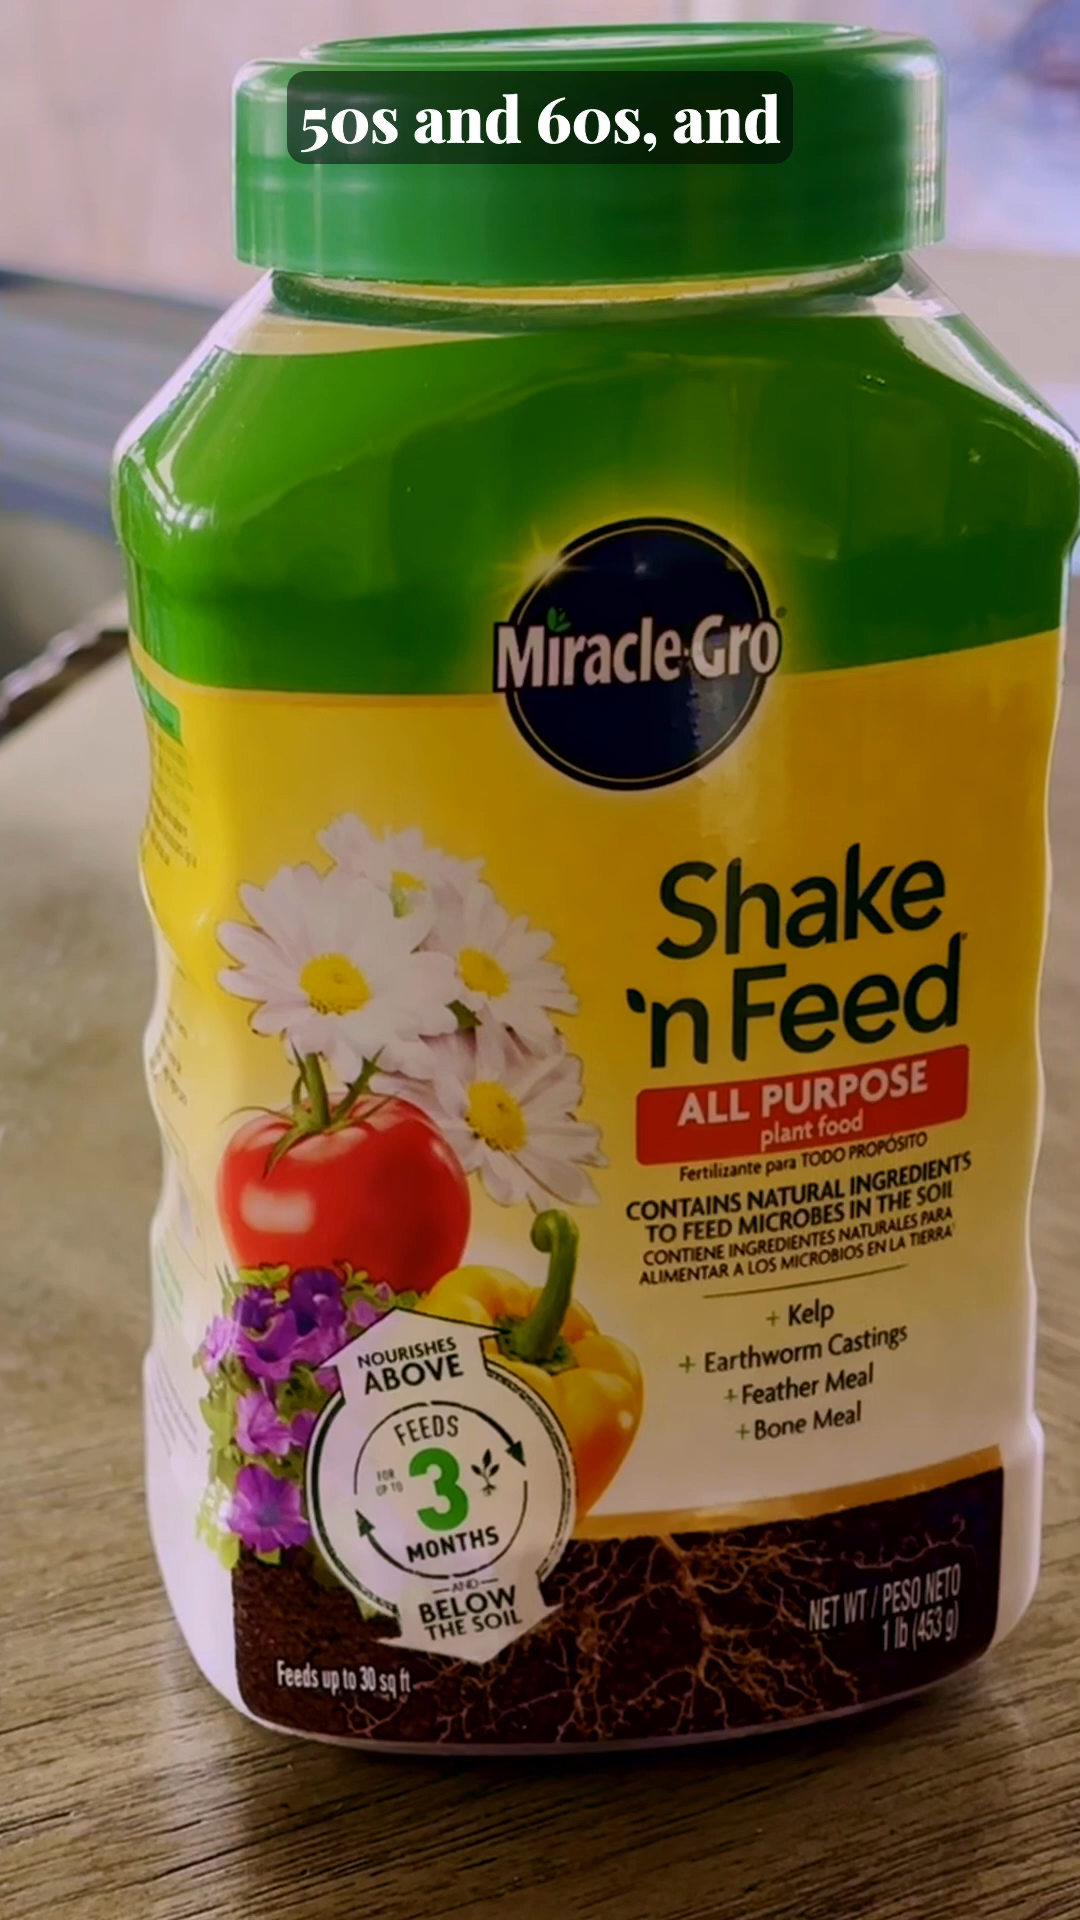 50s and 60s, and
Miracle-Gro®
Shake
'n Feed
ALL PURPOSE
plant food
Fertilizante para TODO PROPÓSITO
CONTAINS NATURAL INGREDIENTS
TO FEED MICROBES IN THE SOIL
CONTIENE INGREDIENTES NATURALES PARA
ALIMENTAR A LOS MICROBIOS EN LA TIERRA
+ Kelp
+ Earthworm Castings
+ Feather Meal
+ Bone Meal
NOURISHES
ABOVE
FEEDS
FOR
UP TO
3
MONTHS
AND
BELOW
THE SOIL
NET WT / PESO NETO
1 lb (453 g)
Feeds up to 30 sq ft